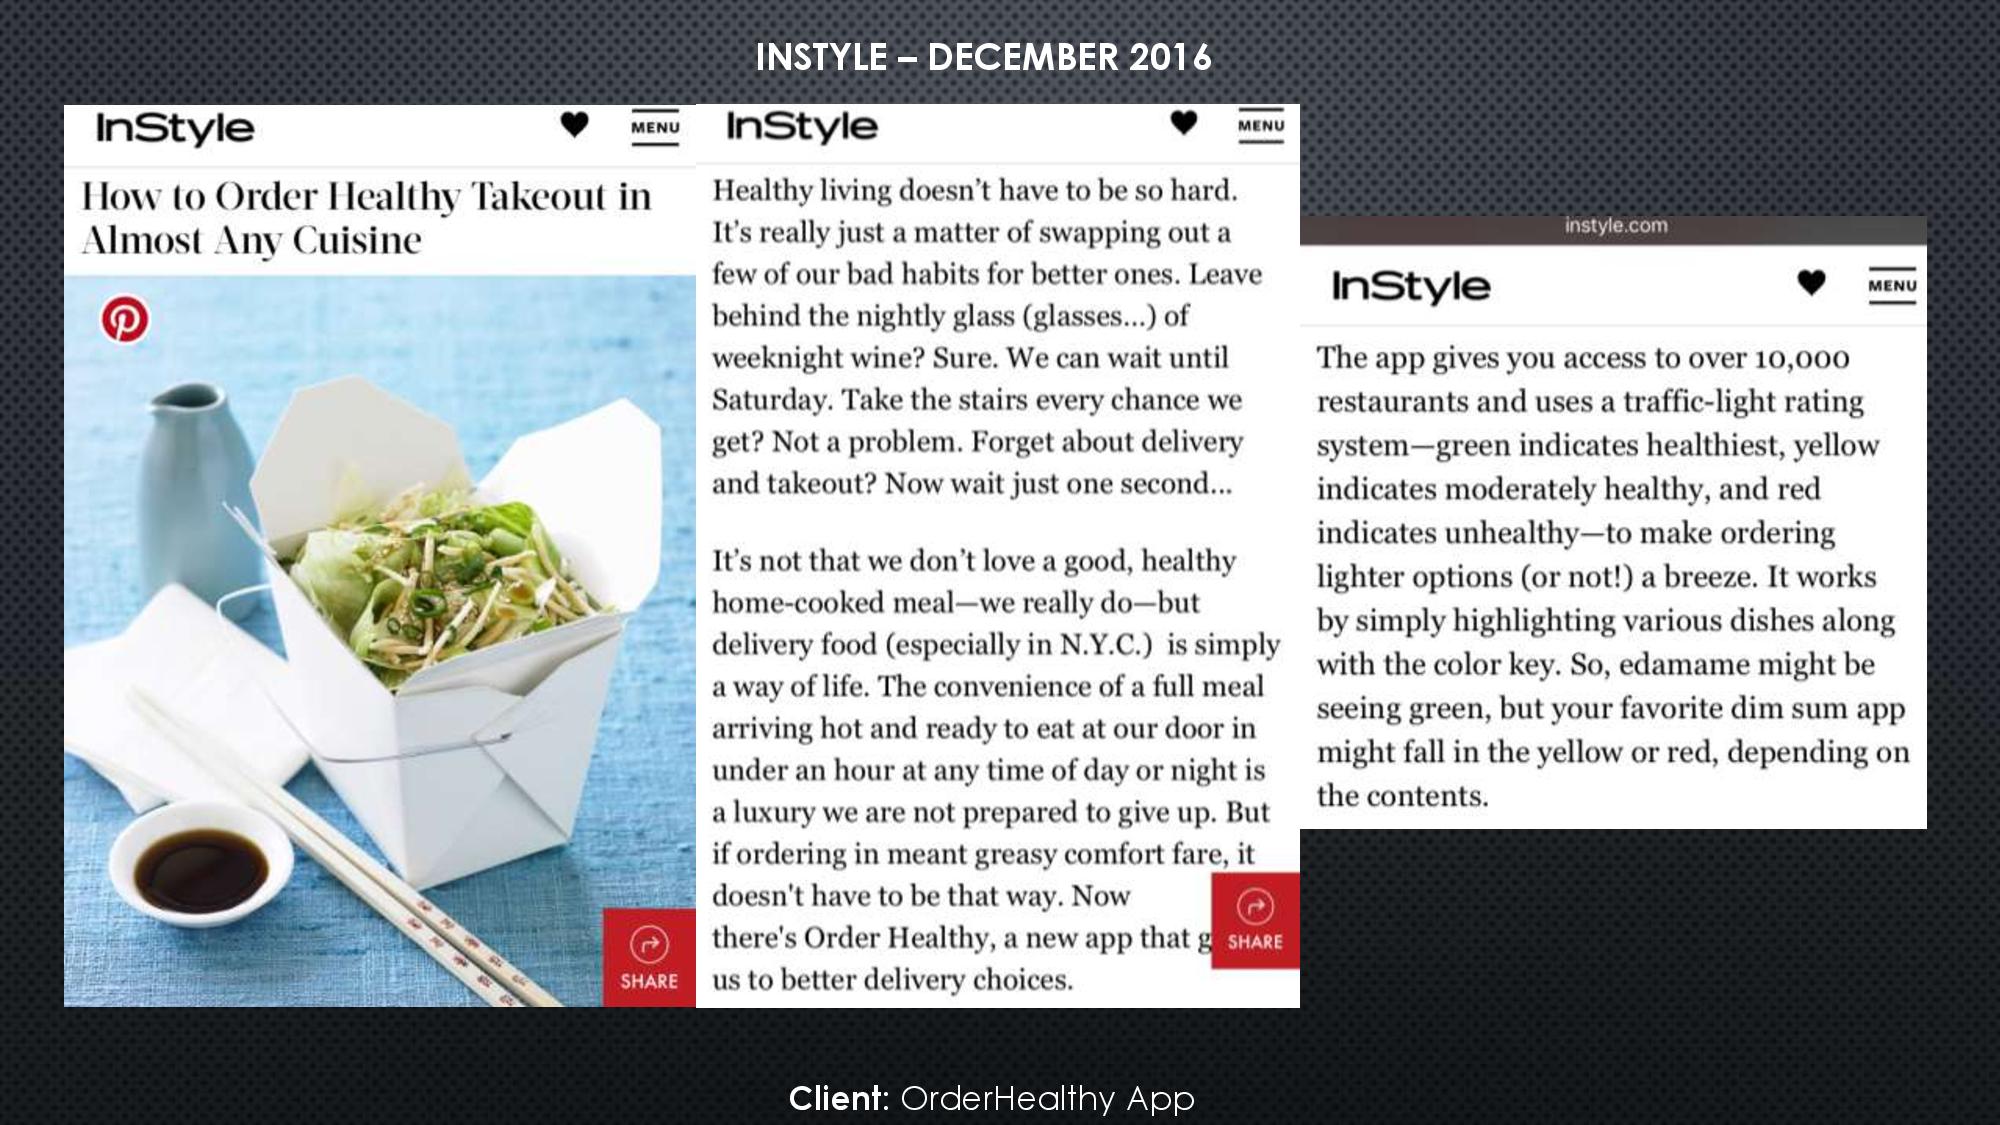 INSTYLE – DECEMBER 2016
InStyle
MENU
How to Order Healthy Takeout in
Almost Any Cuisine
SHARE
InStyle
MENU
Healthy living doesn't have to be so hard.
It's really just a matter of swapping out a
few of our bad habits for better ones. Leave
behind the nightly glass (glasses...) of
weeknight wine? Sure. We can wait until
Saturday. Take the stairs every chance we
get? Not a problem. Forget about delivery
and takeout? Now wait just one second...
It's not that we don't love a good, healthy
home-cooked meal—we really do—but
delivery food (especially in N.Y.C.)  is simply
a way of life. The convenience of a full meal
arriving hot and ready to eat at our door in
under an hour at any time of day or night is
a luxury we are not prepared to give up. But
if ordering in meant greasy comfort fare, it
doesn't have to be that way. Now
there's Order Healthy, a new app that g
us to better delivery choices.
SHARE
instyle.com
InStyle
MENU
The app gives you access to over 10,000
restaurants and uses a traffic-light rating
system—green indicates healthiest, yellow
indicates moderately healthy, and red
indicates unhealthy—to make ordering
lighter options (or not!) a breeze. It works
by simply highlighting various dishes along
with the color key. So, edamame might be
seeing green, but your favorite dim sum app
might fall in the yellow or red, depending on
the contents.
Client: OrderHealthy App